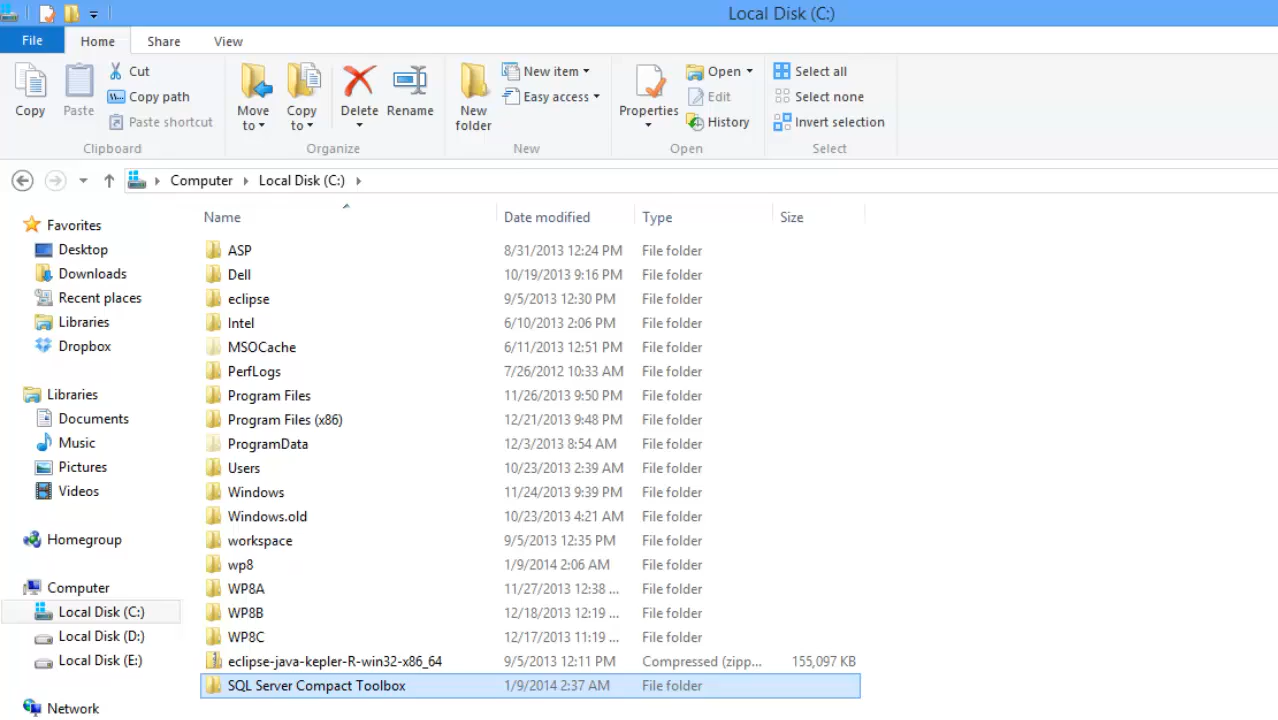 Local Disk (C:)
File Home Share View
Copy
Paste
Cut
Copy path
Paste shortcut
Clipboard
Move to
Copy to
Delete
Rename
Organize
New folder
New item
Easy access
New
Properties
Open
Edit
History
Open
Select all
Select none
Invert selection
Select
Computer Local Disk (C:)
Favorites
Desktop
Downloads
Recent places
Libraries
Dropbox
Libraries
Documents
Music
Pictures
Videos
Homegroup
Computer
Local Disk (C:)
Local Disk (D:)
Local Disk (E:)
Network
Name Date modified Type Size
ASP 8/31/2013 12:24 PM File folder
Dell 10/19/2013 9:16 PM File folder
eclipse 9/5/2013 12:30 PM File folder
Intel 6/10/2013 2:06 PM File folder
MSOCache 6/11/2013 12:51 PM File folder
PerfLogs 7/26/2012 10:33 AM File folder
Program Files 11/26/2013 9:50 PM File folder
Program Files (x86) 12/21/2013 9:48 PM File folder
ProgramData 12/3/2013 8:54 AM File folder
Users 10/23/2013 2:39 AM File folder
Windows 11/24/2013 9:39 PM File folder
Windows.old 10/23/2013 4:21 AM File folder
workspace 9/5/2013 12:35 PM File folder
wp8 1/9/2014 2:06 AM File folder
WP8A 11/27/2013 12:38 ... File folder
WP8B 12/18/2013 12:19 ... File folder
WP8C 12/17/2013 11:19 ... File folder
eclipse-java-kepler-R-win32-x86_64 9/5/2013 12:11 PM Compressed (zipp... 155,097 KB
SQL Server Compact Toolbox 1/9/2014 2:37 AM File folder